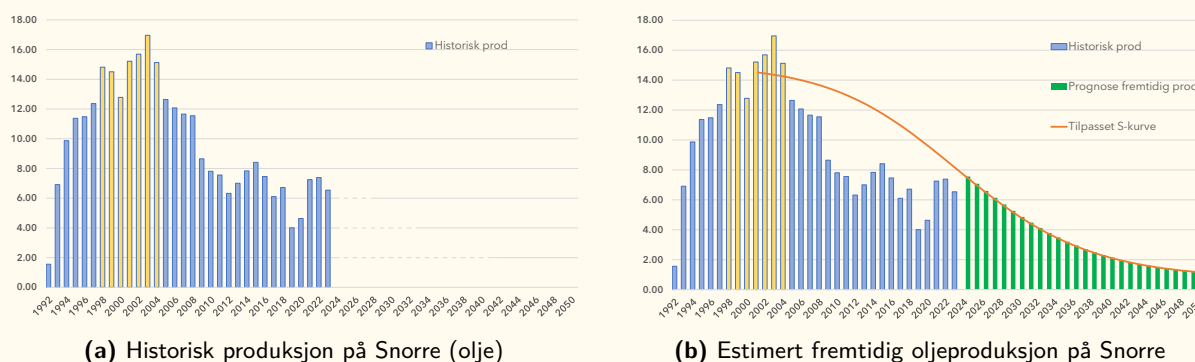 18.00
16.00
14.00
12.00
10.00
8.00
6.00
4.00
2.00
0.00
Historisk prod
1992 1994 1996 1998 2000 2002 2004 2006 2008 2010 2012 2014 2016 2018 2020 2022 2024 2026 2028 2030 2032 2034 2036 2038 2040 2042 2044 2046 2048 2050
(a) Historisk produksjon på Snorre (olje)
18.00
16.00
14.00
12.00
10.00
8.00
6.00
4.00
2.00
0.00
Historisk prod
Prognose fremtidig prod
Tilpasset S-kurve
1992 1994 1996 1998 2000 2002 2004 2006 2008 2010 2012 2014 2016 2018 2020 2022 2024 2026 2028 2030 2032 2034 2036 2038 2040 2042 2044 2046 2048
(b) Estimert fremtidig oljeproduksjon på Snorre